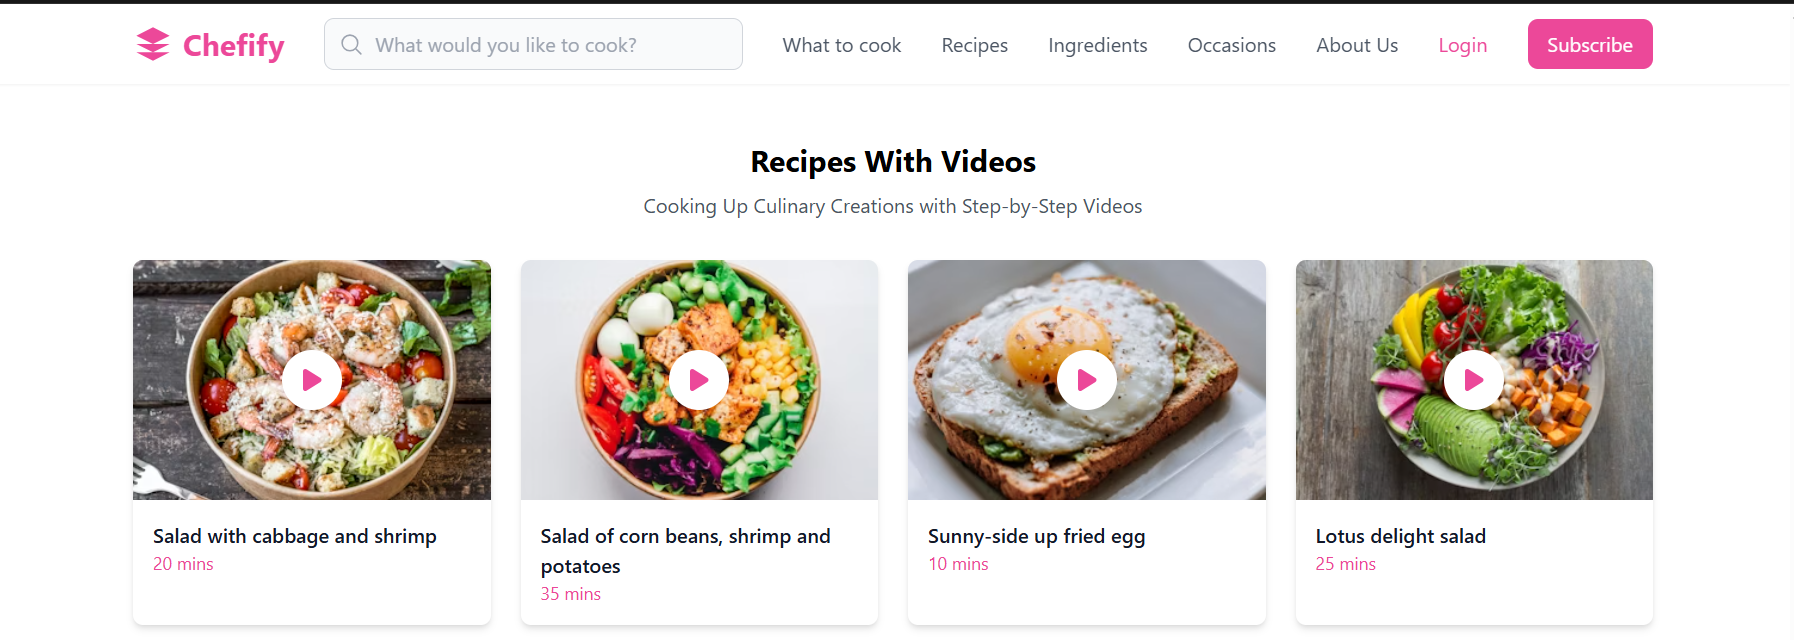 Chefify
What would you like to cook?
What to cook
Recipes
Ingredients
Occasions
About Us
Login
Subscribe
Recipes With Videos
Cooking Up Culinary Creations with Step-by-Step Videos
Salad with cabbage and shrimp
20 mins
Salad of corn beans, shrimp and
potatoes
35 mins
Sunny-side up fried egg
10 mins
Lotus delight salad
25 mins